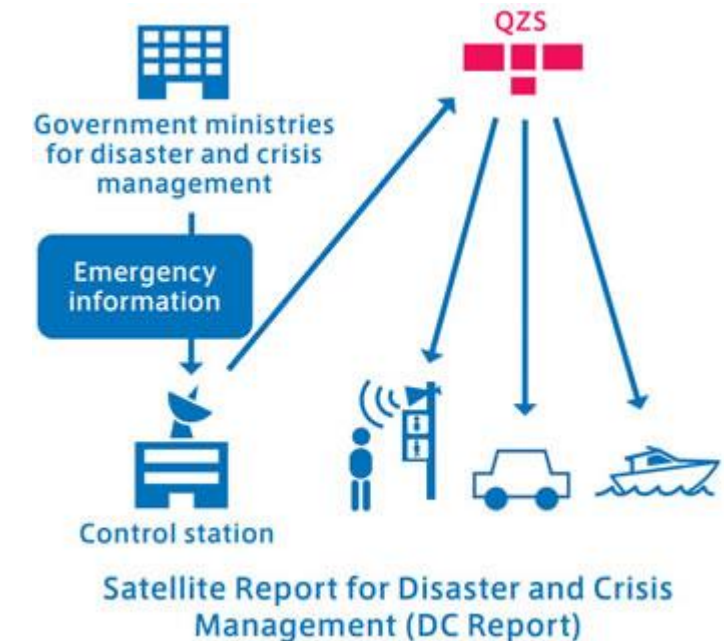 QZS
Government ministries
for disaster and crisis
management
Emergency
information
Control station
Satellite Report for Disaster and Crisis
Management (DC Report)